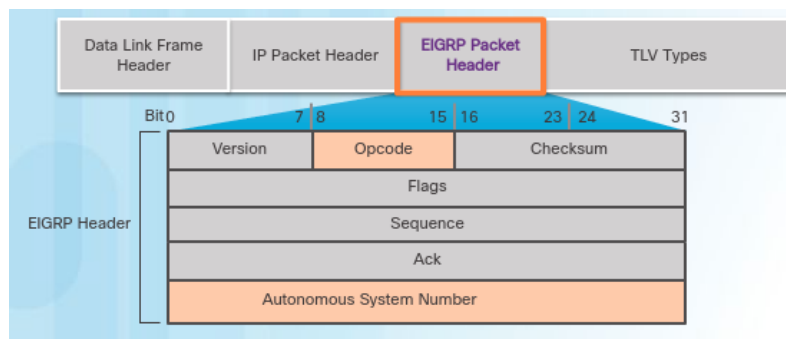 Data Link Frame
Header
IP Packet Header
EIGRP Packet
Header
TLV Types
Bit 0 7 8 15 16 23 24 31
Version Opcode Checksum
Flags
EIGRP Header
Sequence
Ack
Autonomous System Number